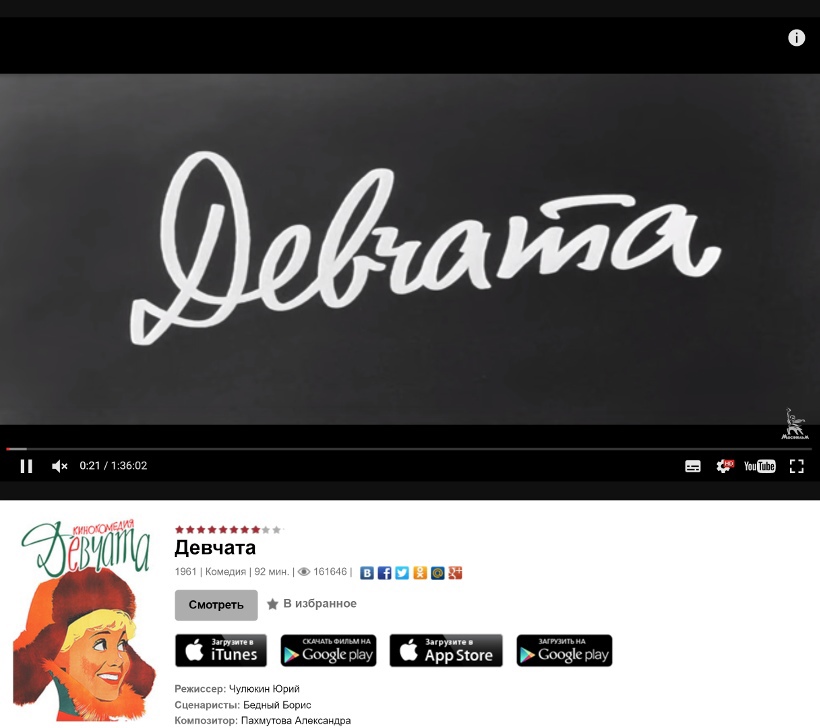 Девчата
Мосфильм
0:21 / 1:36:02
HD
YouTube
КИНОКОМЕДИЯ
Девчата
Девчата
1961 | Комедия | 92 мин. | 161646 |
Смотреть
В избранное
Загрузите в
iTunes
СКАЧАТЬ ФИЛЬМ НА
Google play
Загрузите в
App Store
ЗАГРУЗИТЬ НА
Google play
Режиссер: Чулюкин Юрий
Сценаристы: Бедный Борис
Композитор: Пахмутова Александра